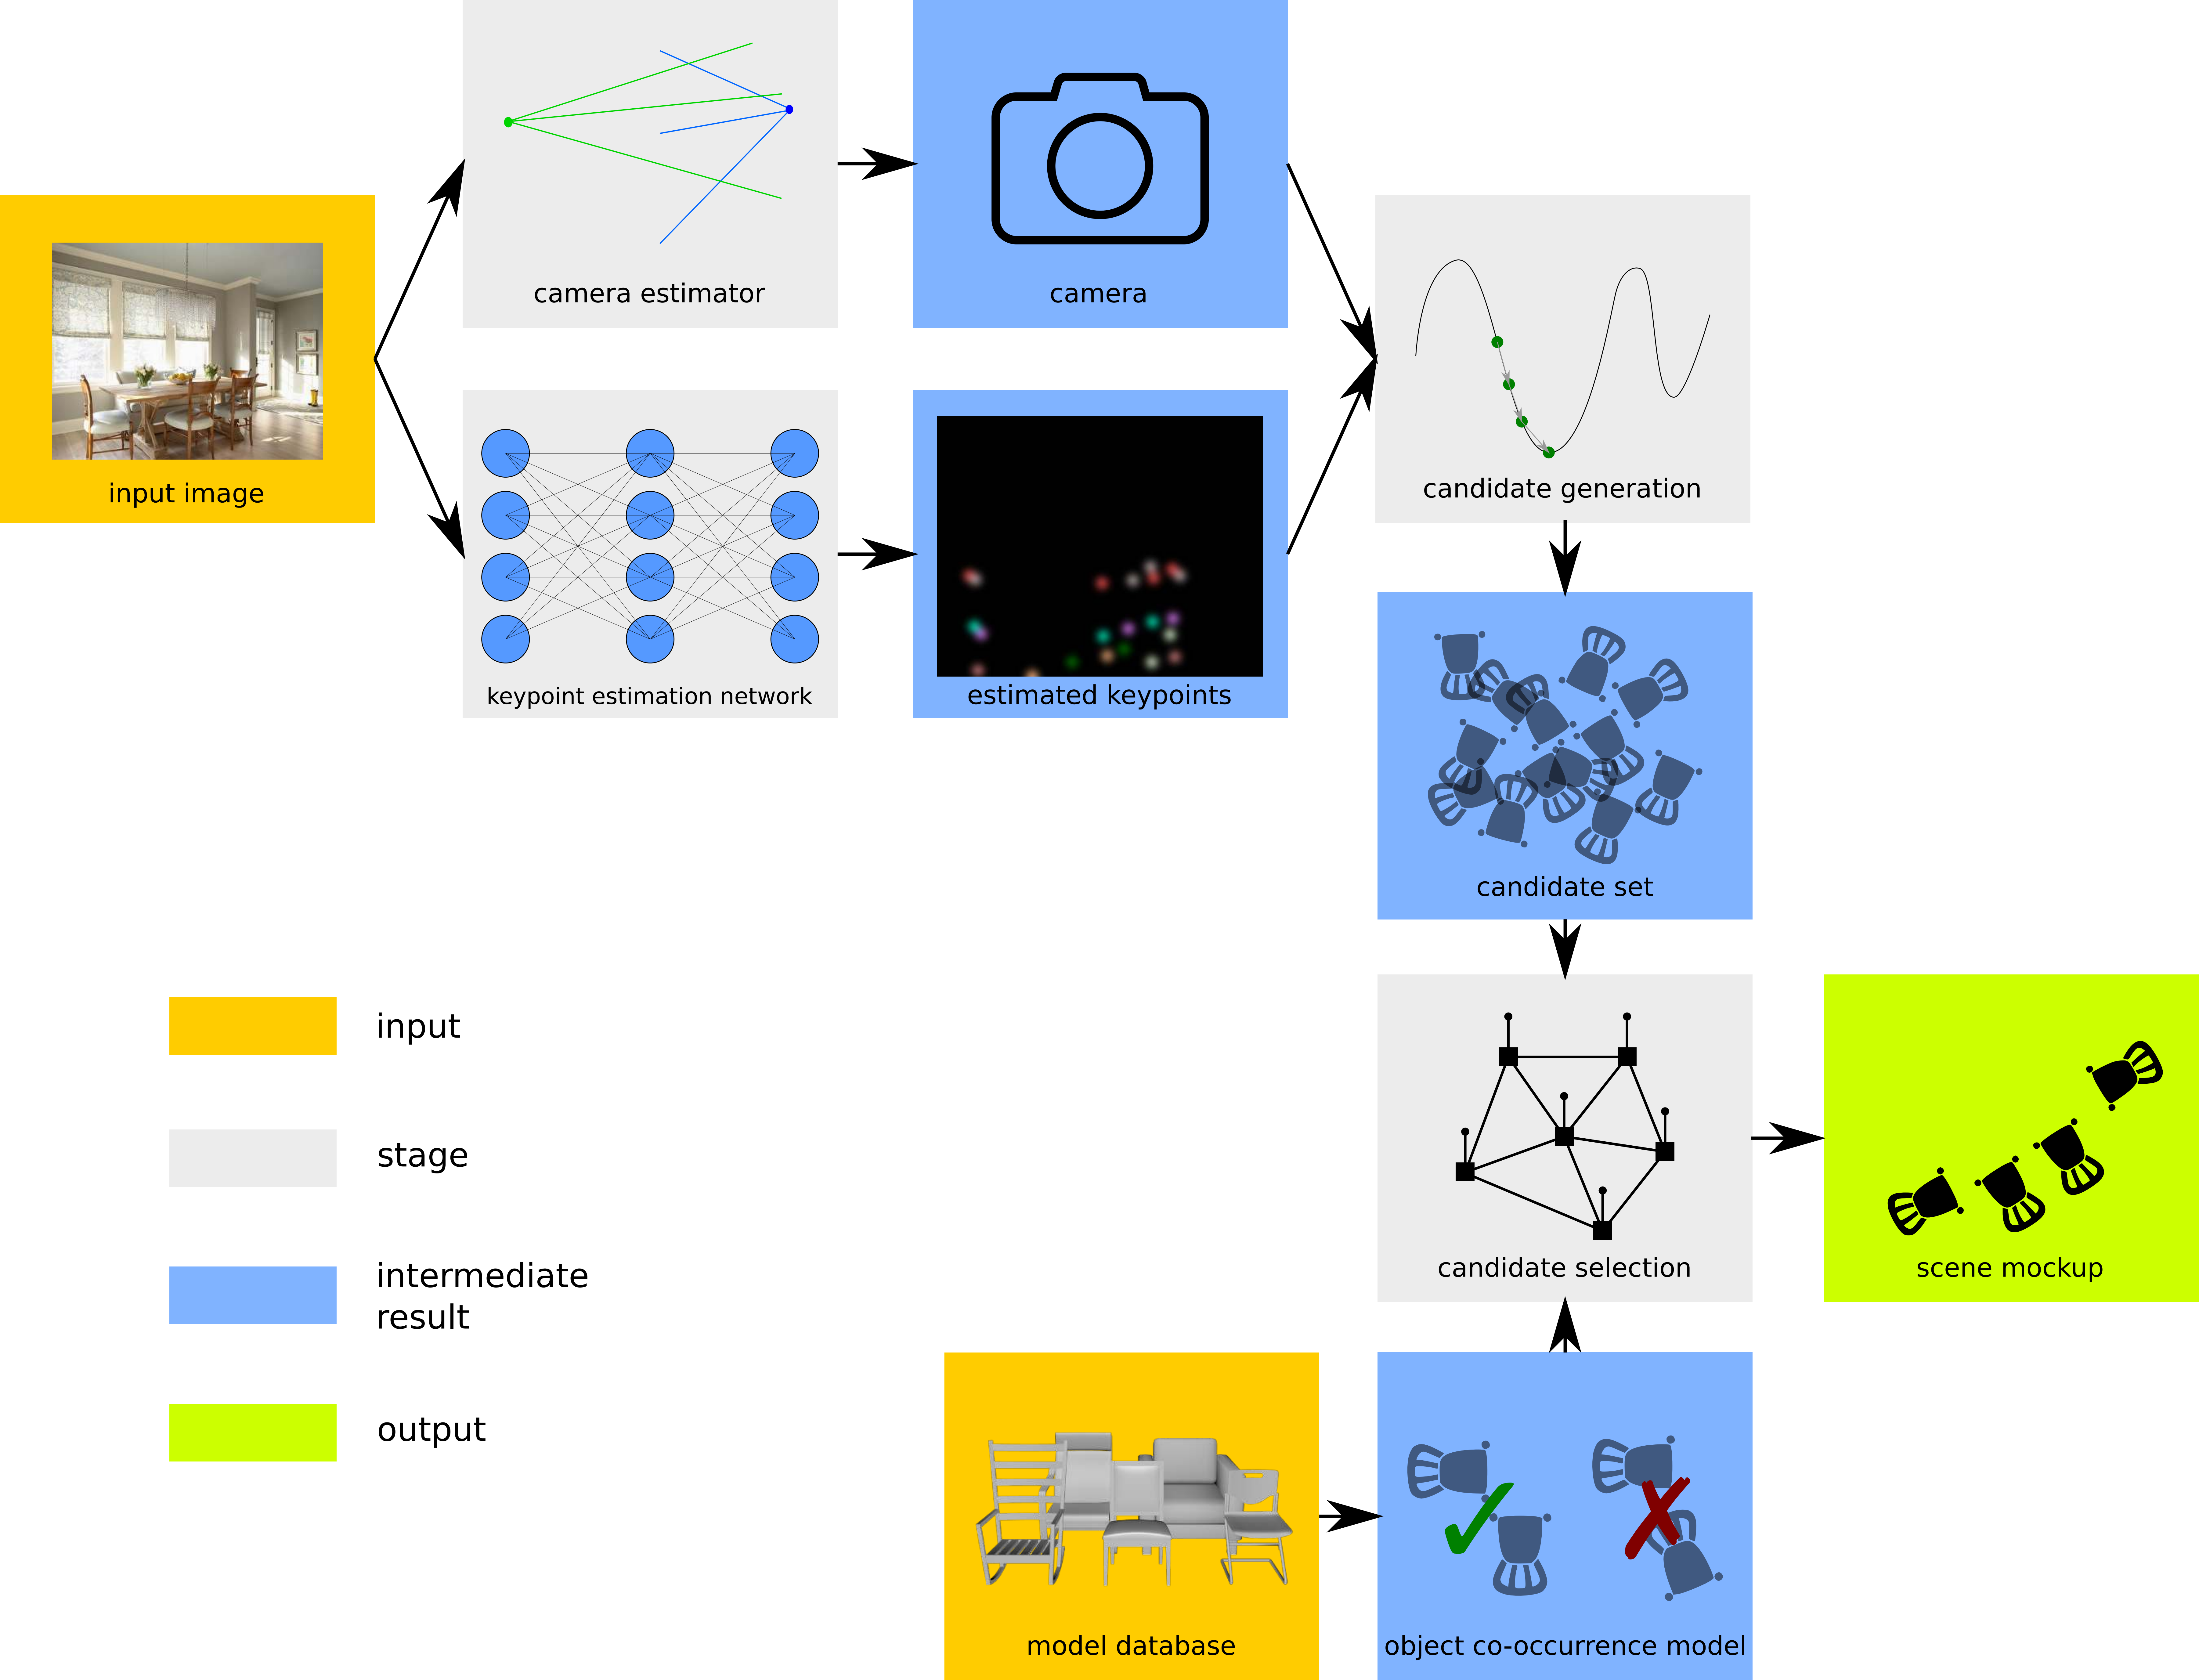 camera estimator
camera
input image
candidate generation
keypoint estimation network
estimated keypoints
candidate set
input
stage
intermediate
result
output
candidate selection
scene mockup
model database
object co-occurrence model